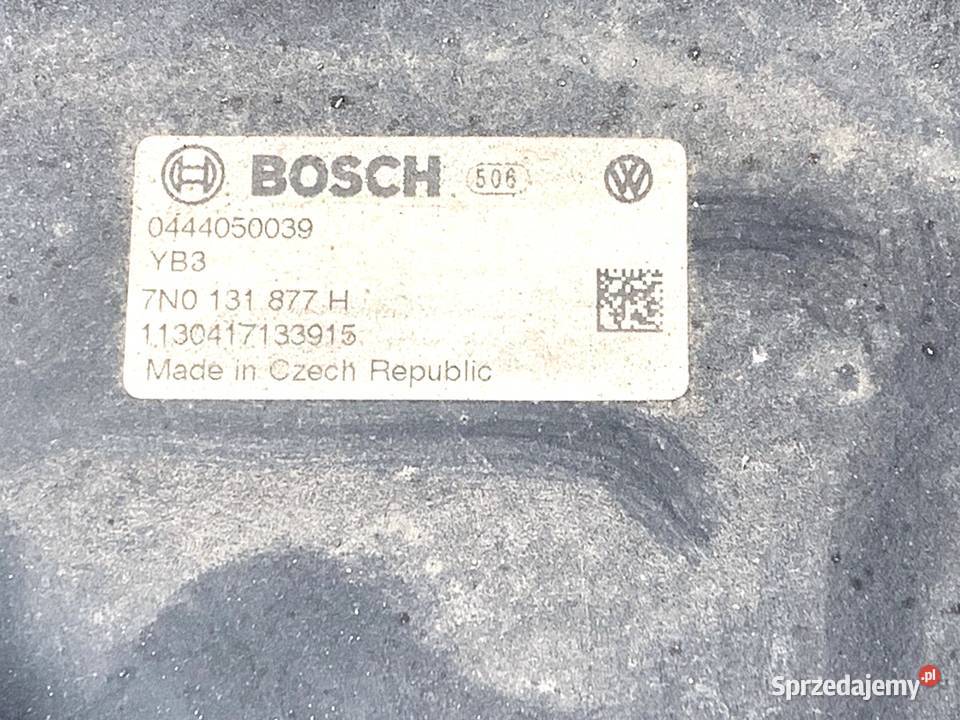 BOSCH 506
0444050039
YB3
7N0 131 877 H
1130417133915
Made in Czech Republic
Sprzedajemy.pl